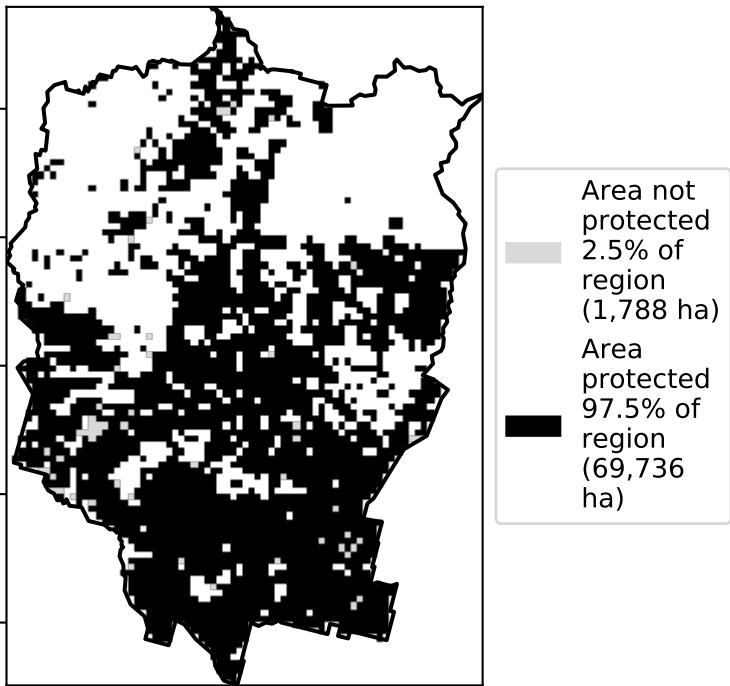 Area not
protected
2.5% of
region
(1,788 ha)
Area
protected
97.5% of
region
(69,736
ha)